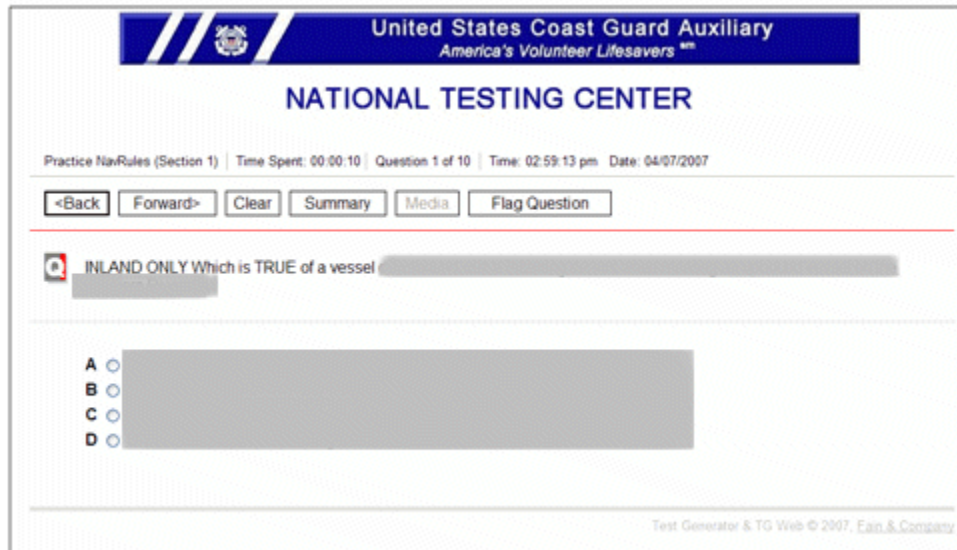 United States Coast Guard Auxiliary
America's Volunteer Lifesavers sm
NATIONAL TESTING CENTER
Practice NavRules (Section 1) | Time Spent: 00:00:10 | Question 1 of 10 | Time: 02:59:13 pm Date: 04/07/2007
<Back Forward> Clear Summary Media Flag Question
Q INLAND ONLY Which is TRUE of a vessel
A
B
C
D
Test Generator & TG Web © 2007, Fain & Company